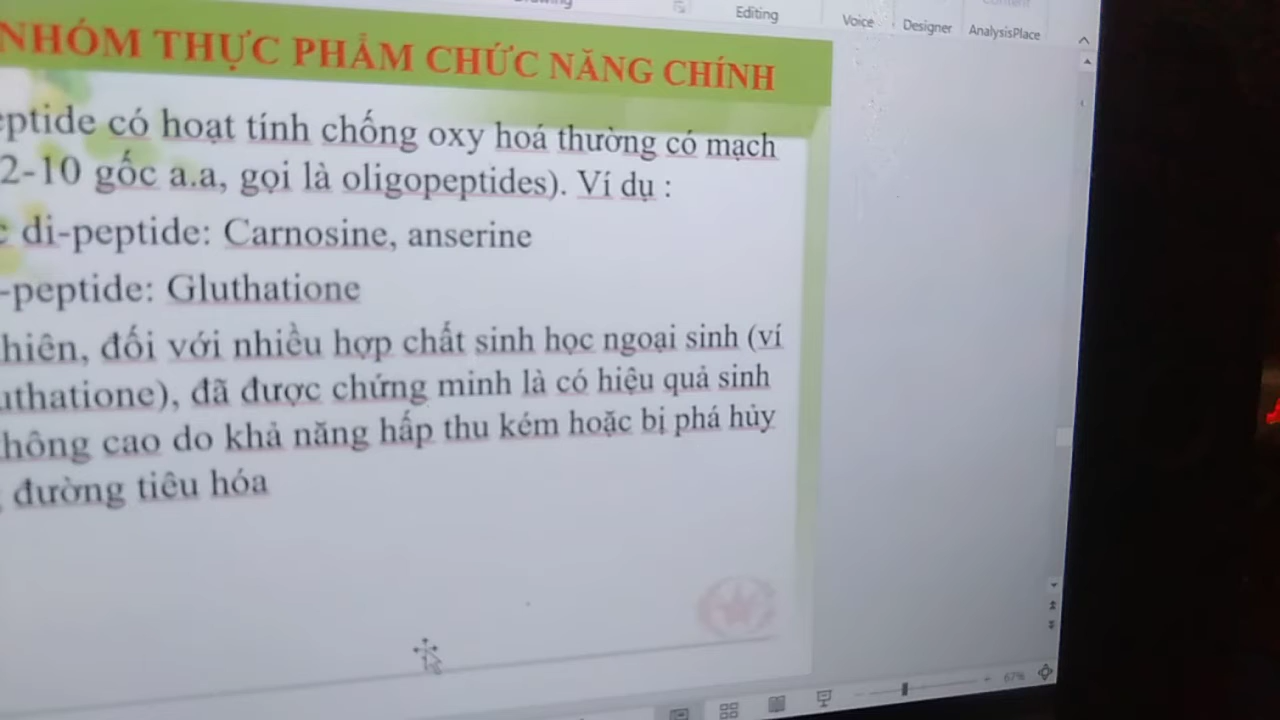 Editing
Voice
Designer
AnalysisPlace
NHÓM THỰC PHẨM CHỨC NĂNG CHÍNH
eptide có hoạt tính chống oxy hoá thường có mạch
2-10 gốc a.a, gọi là oligopeptides). Ví dụ :
c di-peptide: Carnosine, anserine
-peptide: Gluthathione
hiên, đối với nhiều hợp chất sinh học ngoại sinh (ví
uthatione), đã được chứng minh là có hiệu quả sinh
hông cao do khả năng hấp thu kém hoặc bị phá hủy
đường tiêu hóa
67%